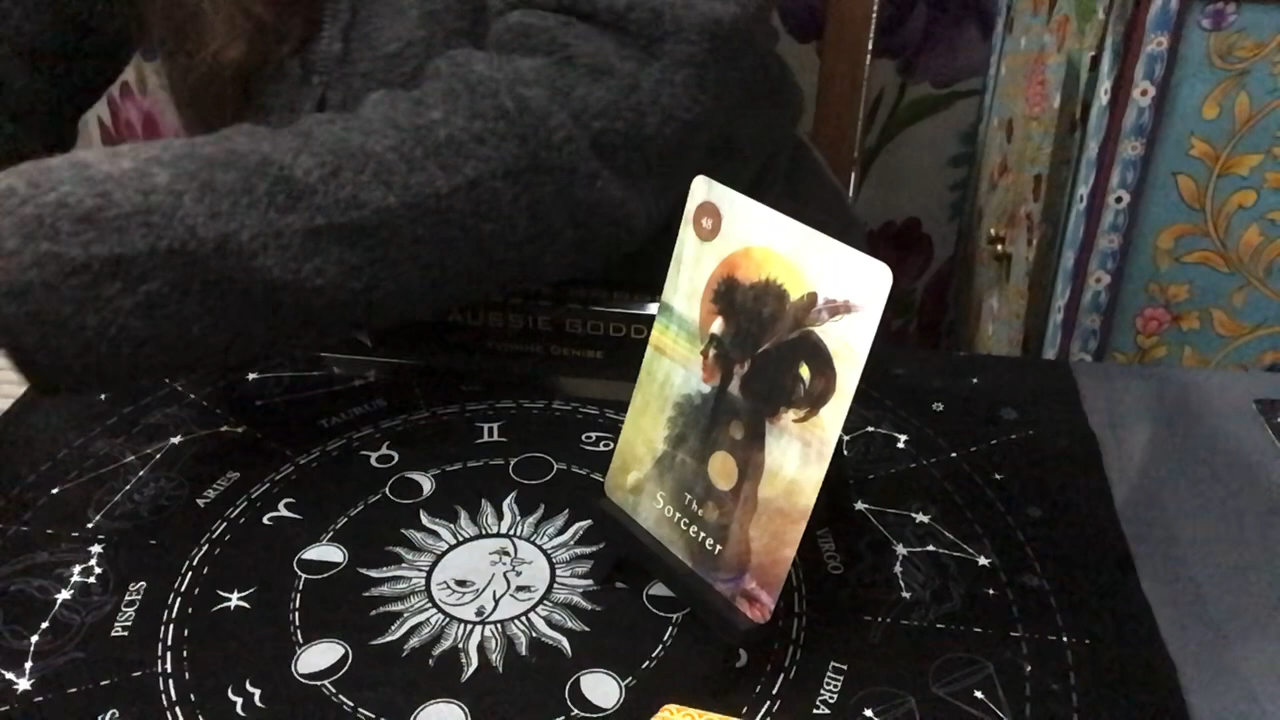 48
AUSSIE GODD
YVONNE DENISE
The
Sorcerer
TAURUS
ARIES
PISCES
VIRGO
LIBRA